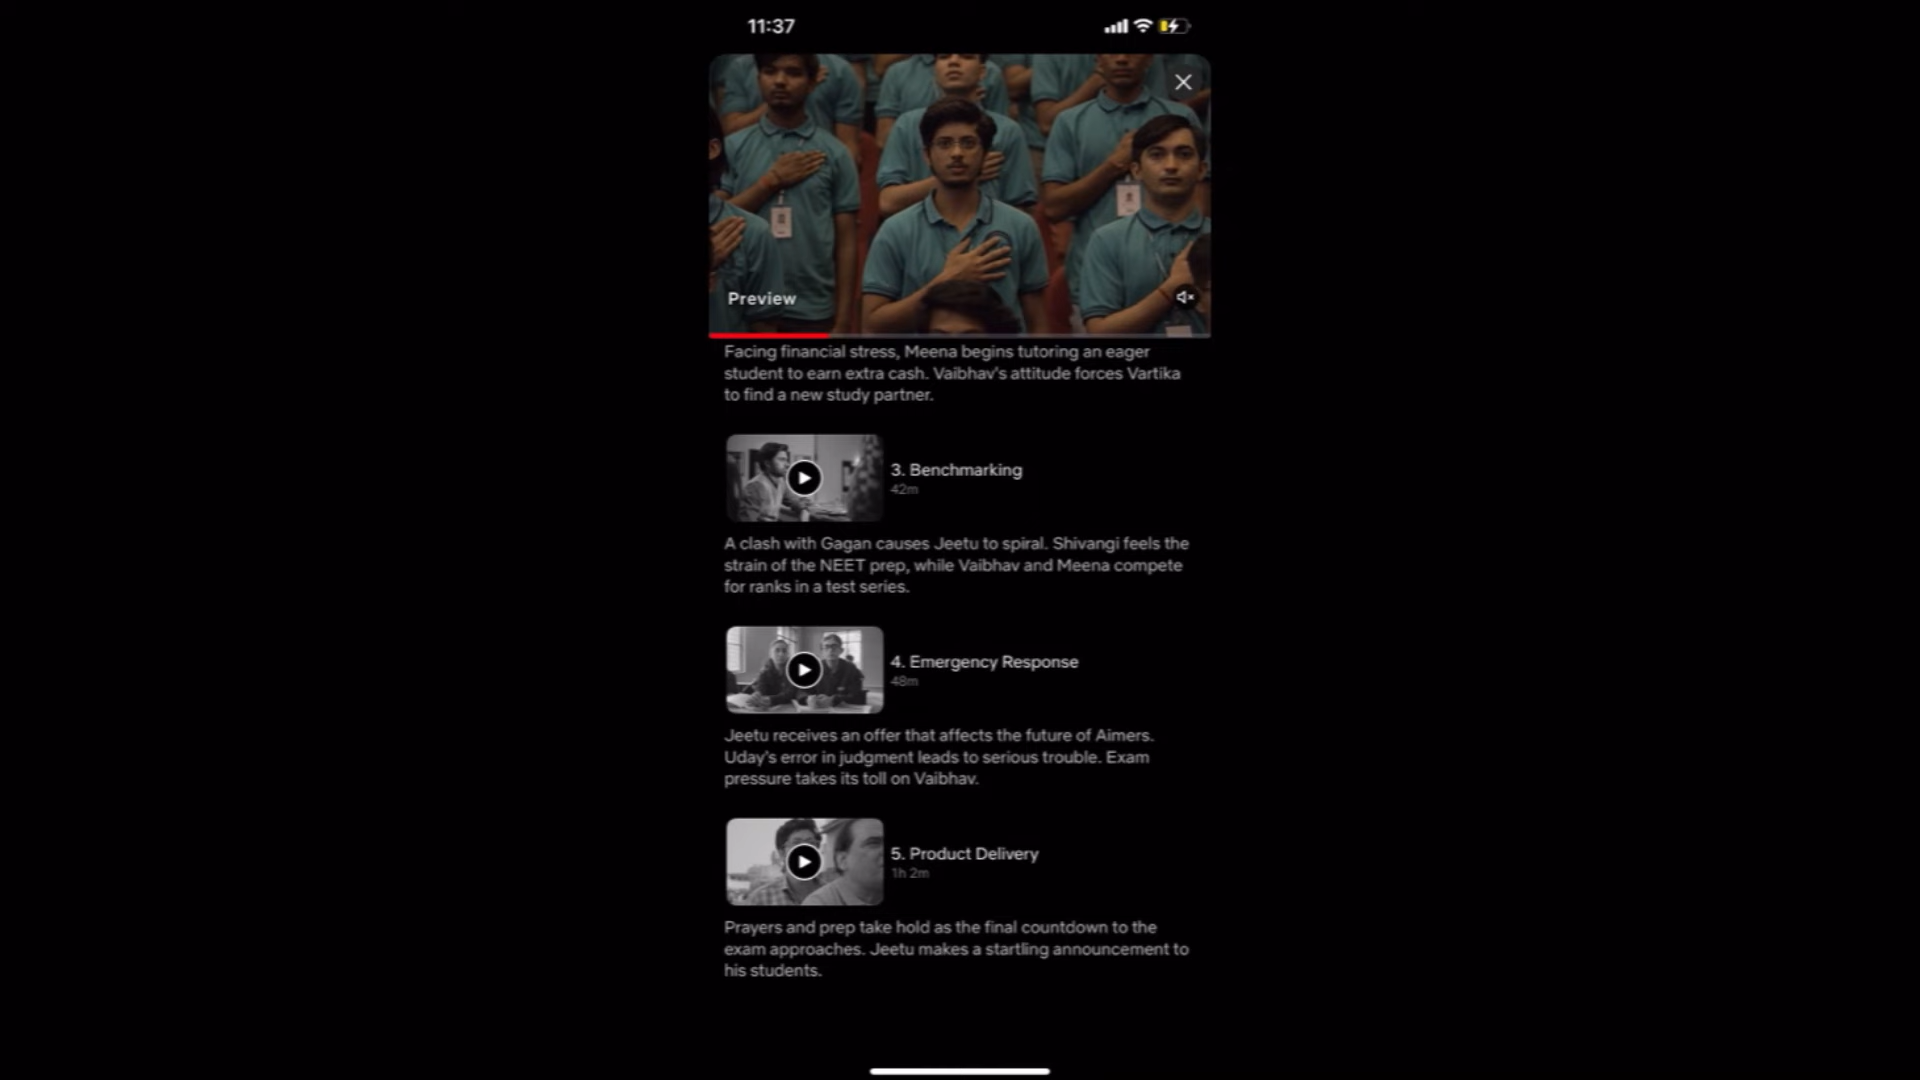 11:37
Preview
Facing financial stress, Meena begins tutoring an eager
student to earn extra cash. Vaibhav's attitude forces Vartika
to find a new study partner.
3. Benchmarking
42m
A clash with Gagan causes Jeetu to spiral. Shivangi feels the
strain of the NEET prep, while Vaibhav and Meena compete
for ranks in a test series.
4. Emergency Response
48m
Jeetu receives an offer that affects the future of Aimers.
Uday's error in judgment leads to serious trouble. Exam
pressure takes its toll on Vaibhav.
5. Product Delivery
1h 2m
Prayers and prep take hold as the final countdown to the
exam approaches. Jeetu makes a startling announcement to
his students.